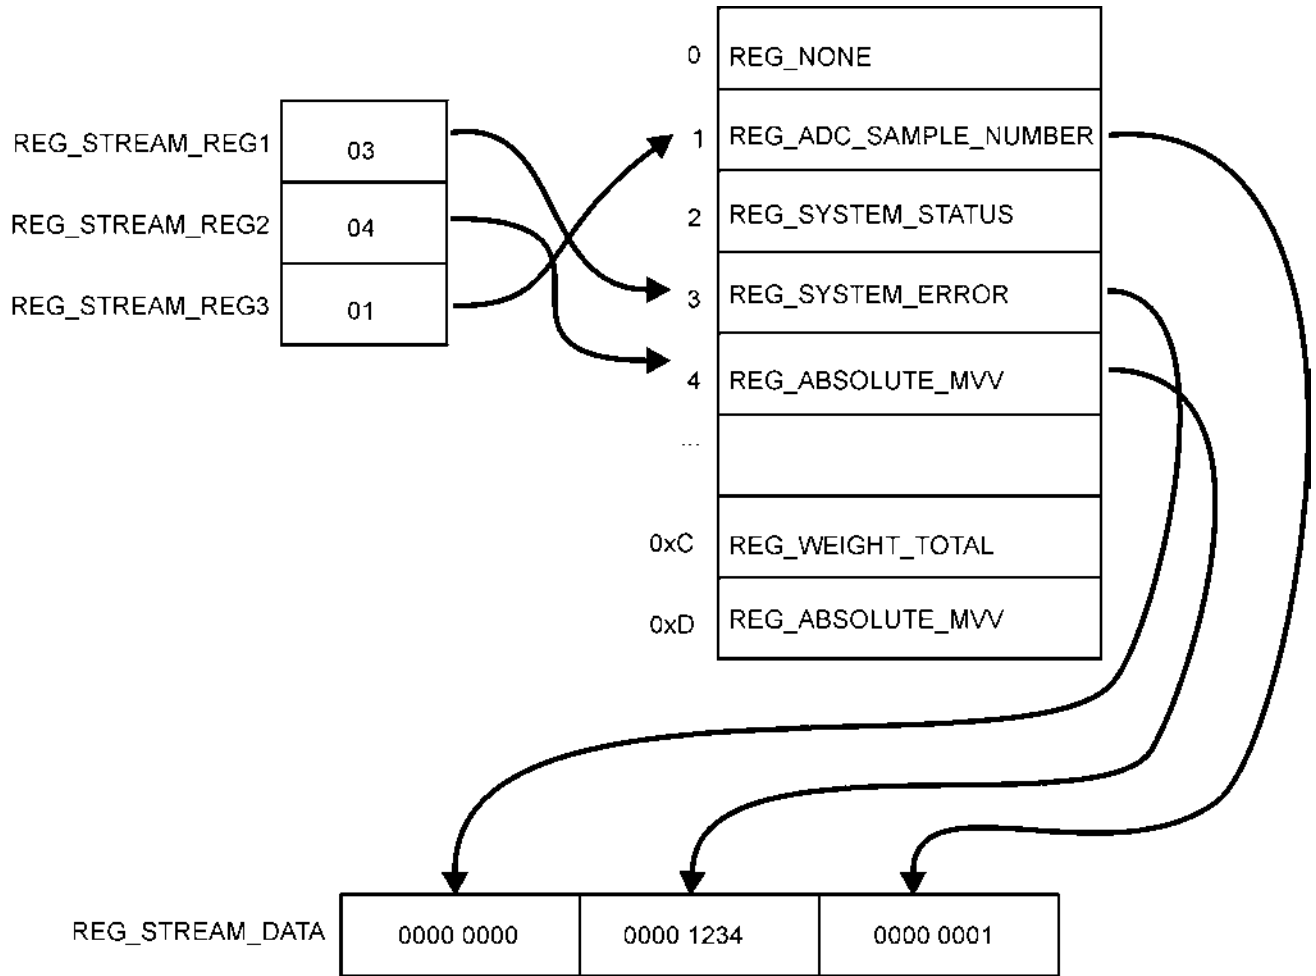 0 REG_NONE
REG_STREAM_REG1 03
1 REG_ADC_SAMPLE_NUMBER
2 REG_SYSTEM_STATUS
REG_STREAM_REG2 04
3 REG_SYSTEM_ERROR
REG_STREAM_REG3 01
4 REG_ABSOLUTE_MVV
...
0xC REG_WEIGHT_TOTAL
0xD REG_ABSOLUTE_MVV
REG_STREAM_DATA 0000 0000 0000 1234 0000 0001